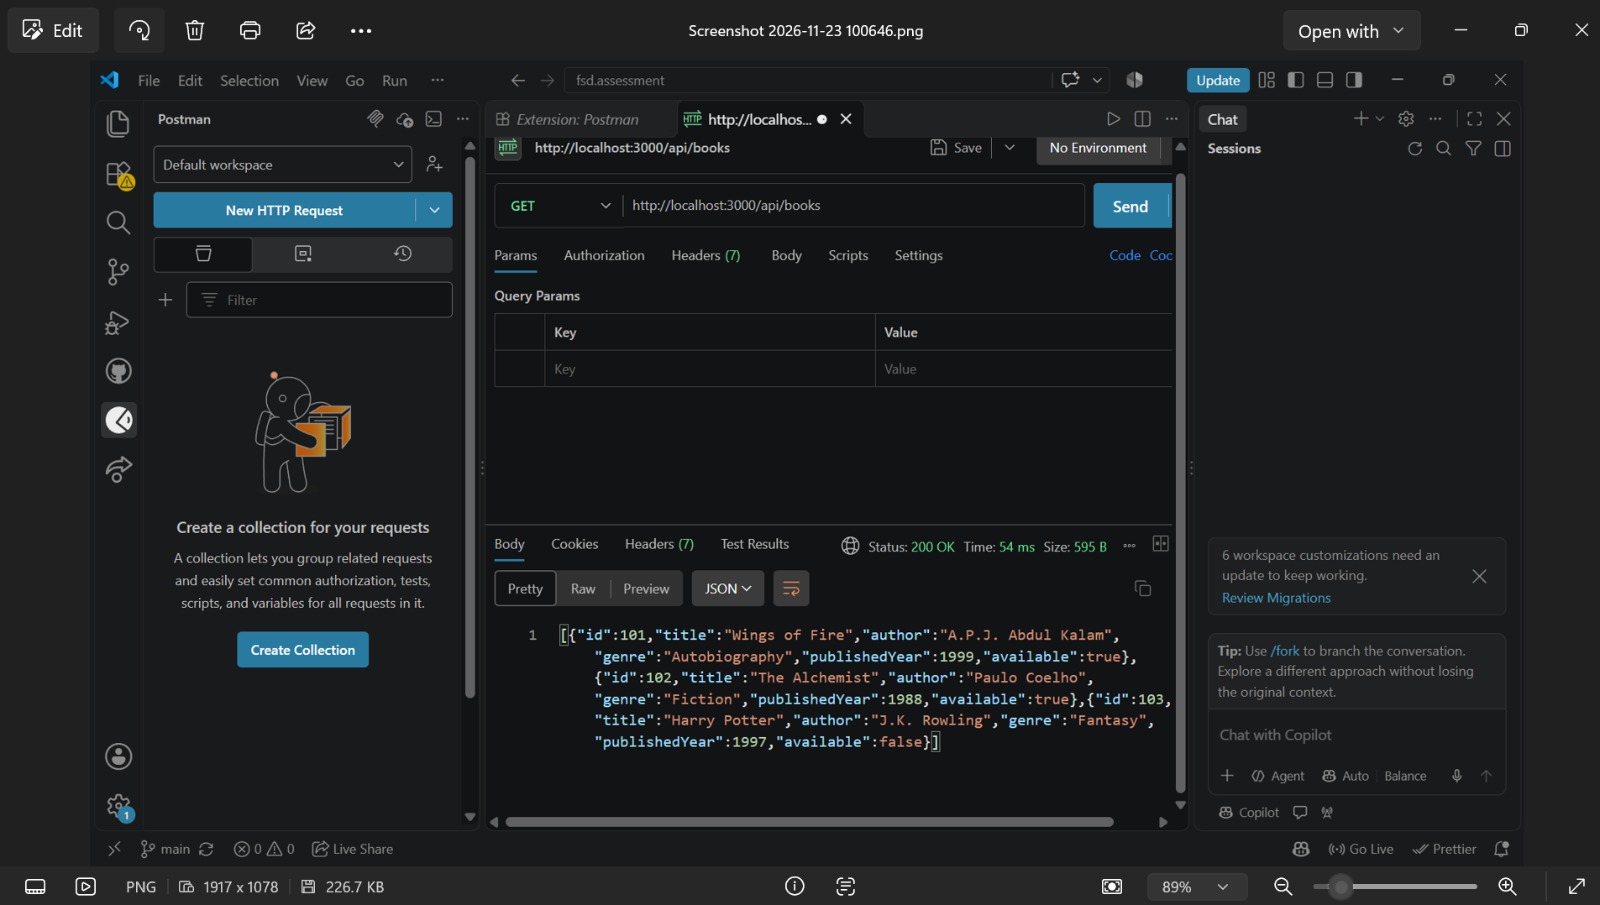 Edit
Screenshot 2026-11-23 100646.png
Open with
File Edit Selection View Go Run
fsd.assessment
Update
Postman
Default workspace
New HTTP Request
Filter
Create a collection for your requests
A collection lets you group related requests
and easily set common authorization, tests,
scripts, and variables for all requests in it.
Create Collection
Extension: Postman
HTTP http://localhos...
HTTP http://localhost:3000/api/books
Save
No Environment
GET http://localhost:3000/api/books
Send
Params Authorization Headers (7) Body Scripts Settings
Code Coc
Query Params
Key Value
Key Value
Body Cookies Headers (7) Test Results
Status: 200 OK Time: 54 ms Size: 595 B
Pretty Raw Preview JSON
1 [{"id":101,"title":"Wings of Fire","author":"A.P.J. Abdul Kalam",
"genre":"Autobiography","publishedYear":1999,"available":true},
{"id":102,"title":"The Alchemist","author":"Paulo Coelho",
"genre":"Fiction","publishedYear":1988,"available":true},{"id":103,
"title":"Harry Potter","author":"J.K. Rowling","genre":"Fantasy",
"publishedYear":1997,"available":false}]
Chat
Sessions
6 workspace customizations need an
update to keep working.
Review Migrations
Tip: Use /fork to branch the conversation.
Explore a different approach without losing
the original context.
Chat with Copilot
Agent Auto Balance
Copilot
1
main 0 0 Live Share
Go Live Prettier
PNG 1917 x 1078 226.7 KB
89%